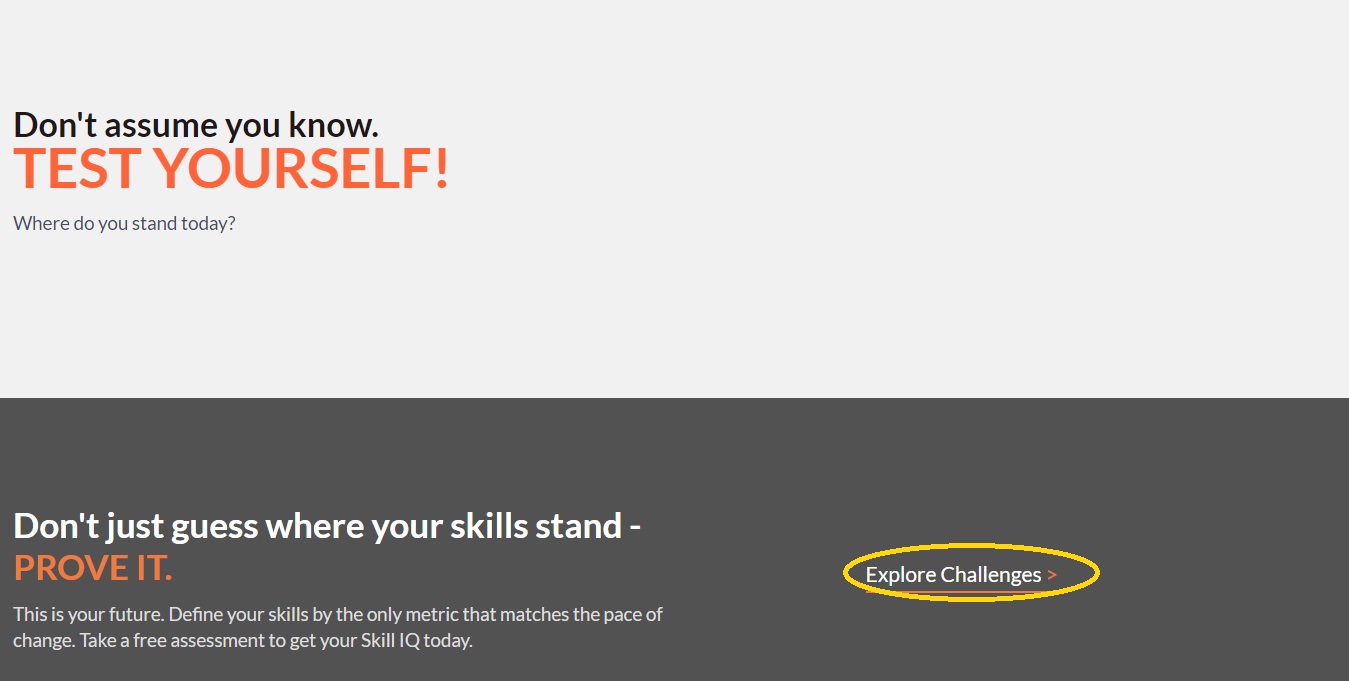 Don't assume you know.
TEST YOURSELF!
Where do you stand today?
Don't just guess where your skills stand -
PROVE IT.
This is your future. Define your skills by the only metric that matches the pace of
change. Take a free assessment to get your Skill IQ today.
Explore Challenges >